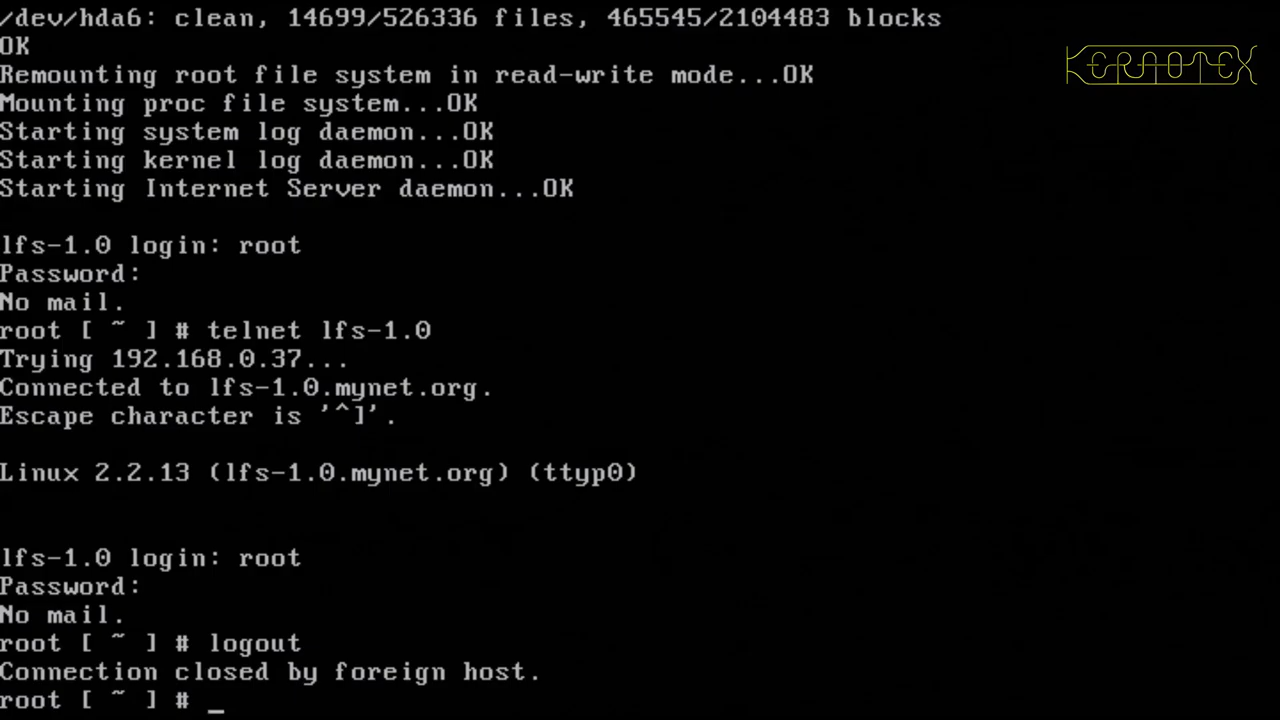 /dev/hda6: clean, 14699/526336 files, 465545/2104483 blocks
OK
KERNOTEX
Remounting root file system in read-write mode...OK
Mounting proc file system...OK
Starting system log daemon...OK
Starting kernel log daemon...OK
Starting Internet Server daemon...OK
lfs-1.0 login: root
Password:
No mail.
root [ ~ ] # telnet lfs-1.0
Trying 192.168.0.37...
Connected to lfs-1.0.mynet.org.
Escape character is '^]'.
Linux 2.2.13 (lfs-1.0.mynet.org) (ttyp0)
lfs-1.0 login: root
Password:
No mail.
root [ ~ ] # logout
Connection closed by foreign host.
root [ ~ ] # _